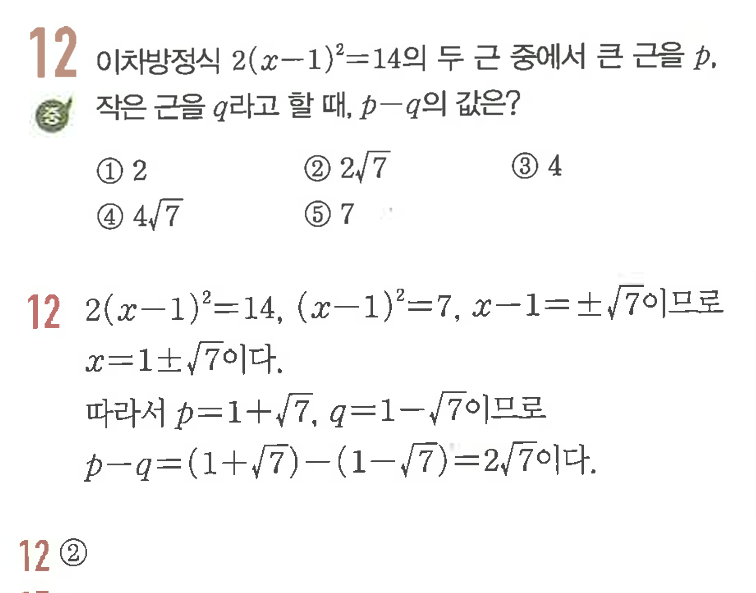 12 이차방정식 2(x−1)²=14의 두 근 중에서 큰 근을 p,
중 작은 근을 q라고 할 때, p−q의 값은?
① 2 ② 2√7 ③ 4
④ 4√7 ⑤ 7
12 2(x−1)²=14, (x−1)²=7, x−1=±√7이므로
x=1±√7이다.
따라서 p=1+√7, q=1−√7이므로
p−q=(1+√7)−(1−√7)=2√7이다.
12 ②